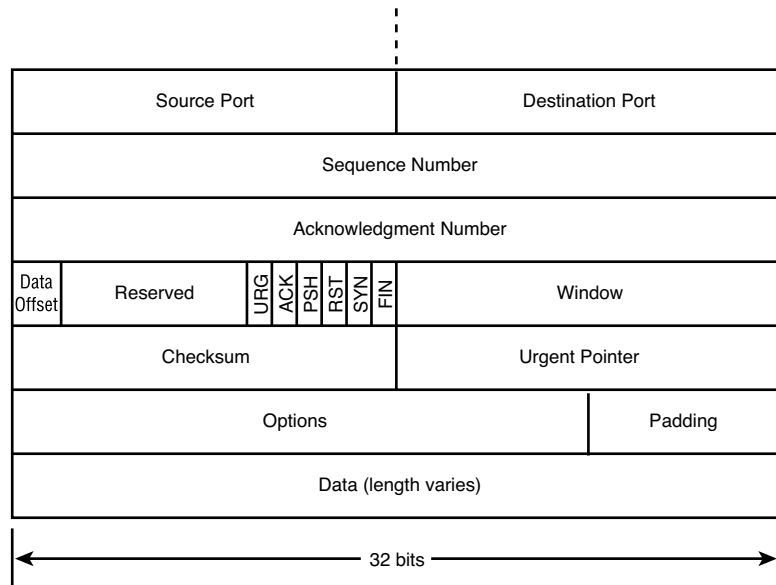 Source Port
Destination Port
Sequence Number
Acknowledgment Number
Data
Offset
Reserved
URG
ACK
PSH
RST
SYN
FIN
Window
Checksum
Urgent Pointer
Options
Padding
Data (length varies)
32 bits